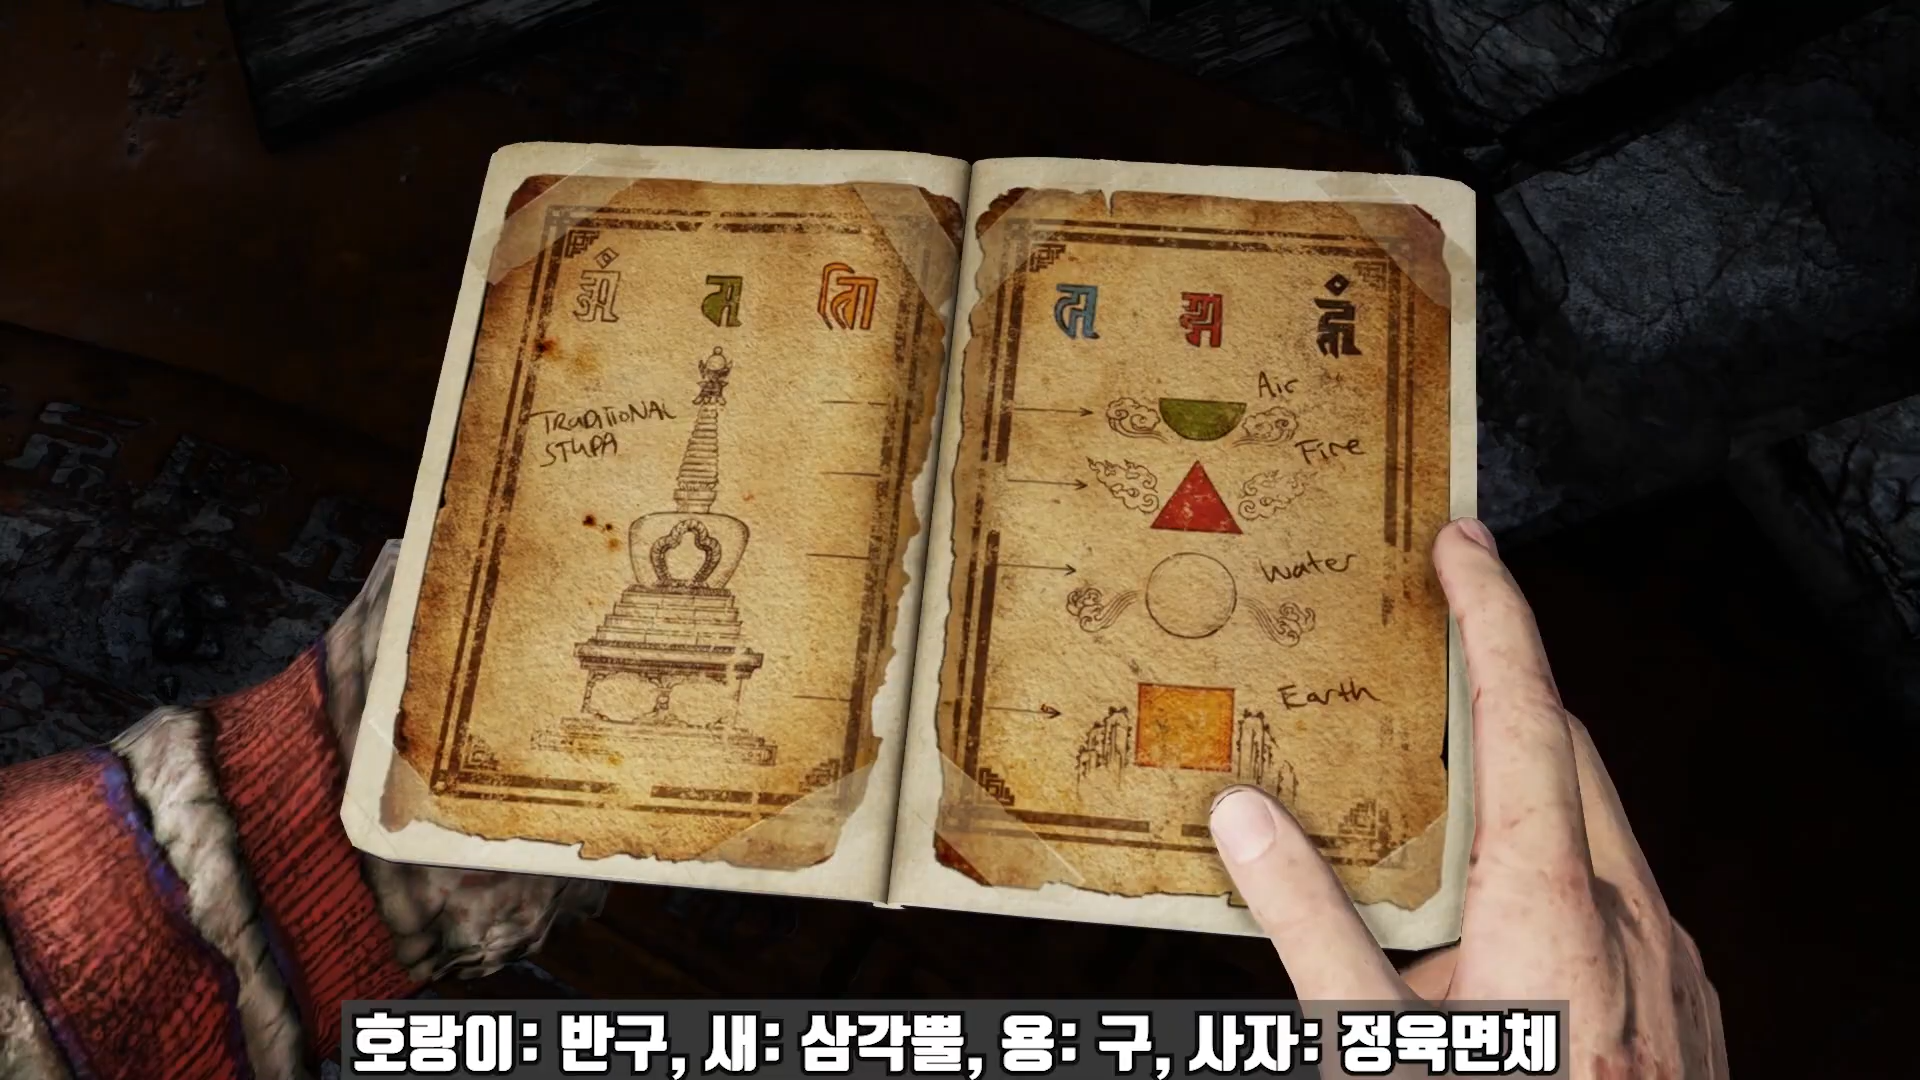 TRADITIONAL
STUPA
Air
Fire
Water
Earth
호랑이: 반구, 새: 삼각뿔, 용: 구, 사자: 정육면체